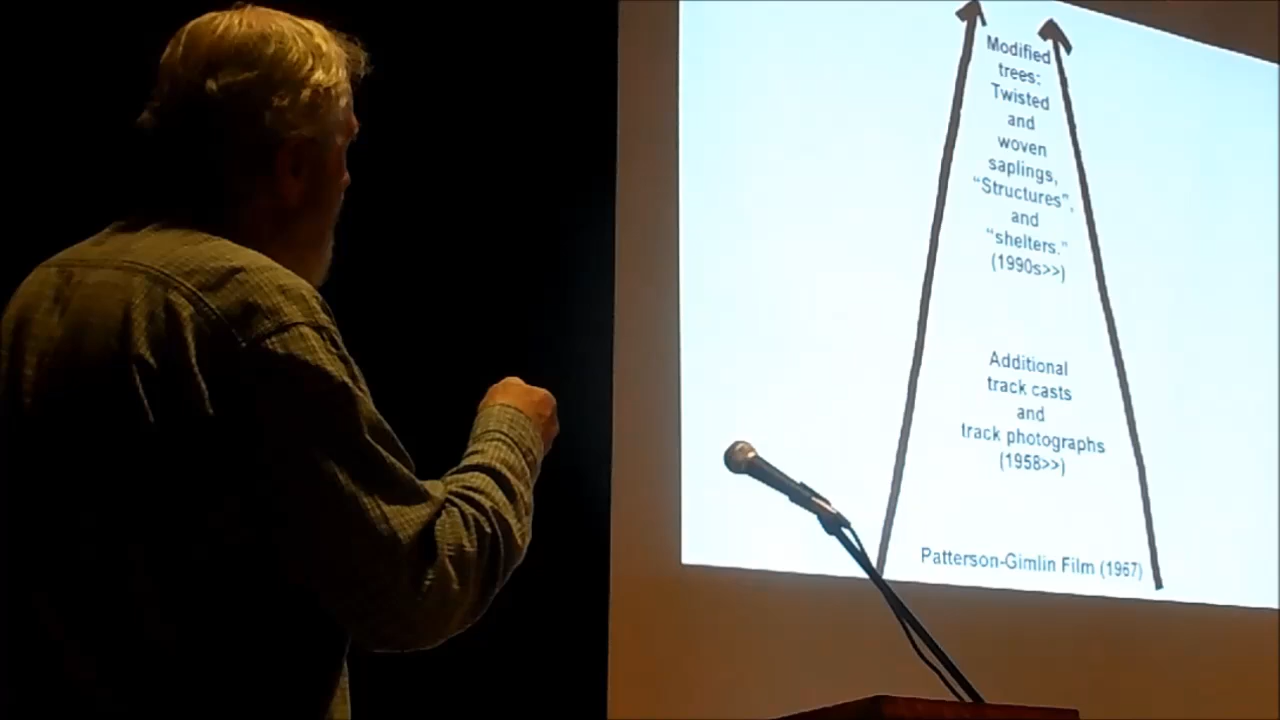 Modified
trees:
Twisted
and
woven
saplings,
“Structures”,
and
“shelters.”
(1990s>>)
Additional
track casts
and
track photographs
(1958>>)
Patterson-Gimlin Film (1967)